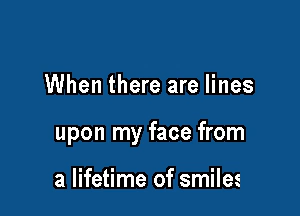 When there are lines
upon my face from
a lifetime of smiles